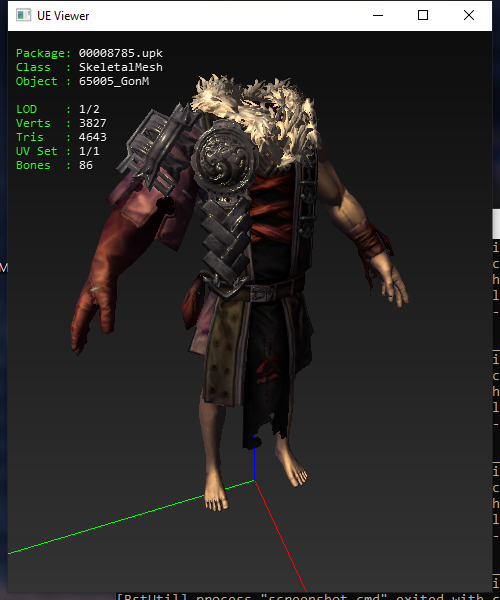 UE Viewer
Package: 00008785.upk
Class : SkeletalMesh
Object : 65005_GonM
LOD : 1/2
Verts : 3827
Tris : 4643
UV Set : 1/1
Bones : 86
M
i
c
h
l
-
i
c
h
l
-
i
c
h
l
-
i
[BstUtil] process "screenshot.cmd" exited with c